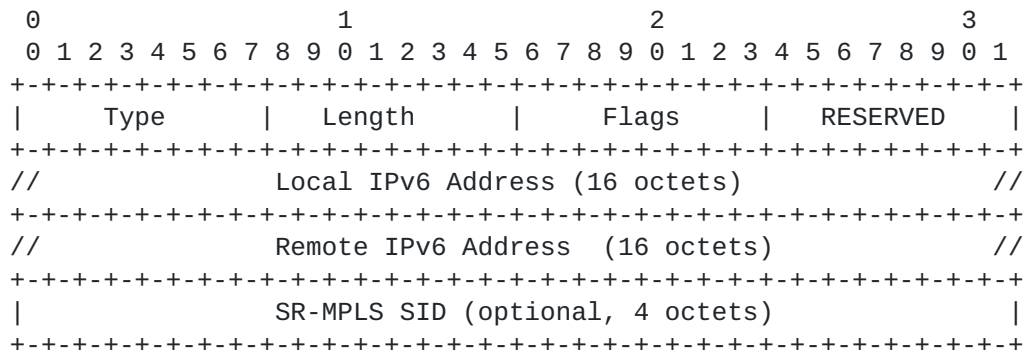 0                   1                   2                   3
 0 1 2 3 4 5 6 7 8 9 0 1 2 3 4 5 6 7 8 9 0 1 2 3 4 5 6 7 8 9 0 1
+-+-+-+-+-+-+-+-+-+-+-+-+-+-+-+-+-+-+-+-+-+-+-+-+-+-+-+-+-+-+-+-+
|     Type      |   Length      |     Flags     |   RESERVED    |
+-+-+-+-+-+-+-+-+-+-+-+-+-+-+-+-+-+-+-+-+-+-+-+-+-+-+-+-+-+-+-+-+
//               Local IPv6 Address (16 octets)                //
+-+-+-+-+-+-+-+-+-+-+-+-+-+-+-+-+-+-+-+-+-+-+-+-+-+-+-+-+-+-+-+-+
//               Remote IPv6 Address  (16 octets)              //
+-+-+-+-+-+-+-+-+-+-+-+-+-+-+-+-+-+-+-+-+-+-+-+-+-+-+-+-+-+-+-+-+
|                SR-MPLS SID (optional, 4 octets)               |
+-+-+-+-+-+-+-+-+-+-+-+-+-+-+-+-+-+-+-+-+-+-+-+-+-+-+-+-+-+-+-+-+